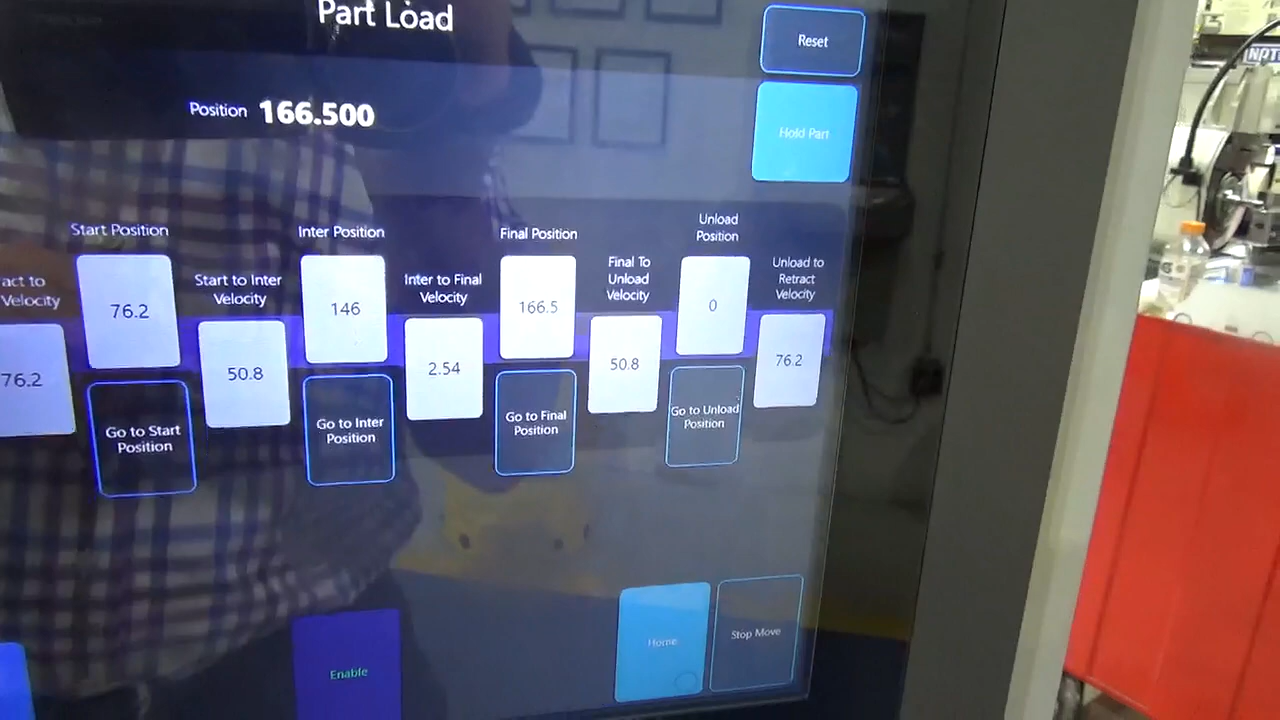 Part Load
Reset
Position 166.500
Hold Part
Start Position
Inter Position
Final Position
Unload
Position
act to
Velocity
Start to Inter
Velocity
Inter to Final
Velocity
Final To
Unload
Velocity
Unload to
Retract
Velocity
76.2
76.2
50.8
146
2.54
166.5
50.8
0
76.2
Go to Start
Position
Go to Inter
Position
Go to Final
Position
Go to Unload
Position
Enable
Home
Stop Move